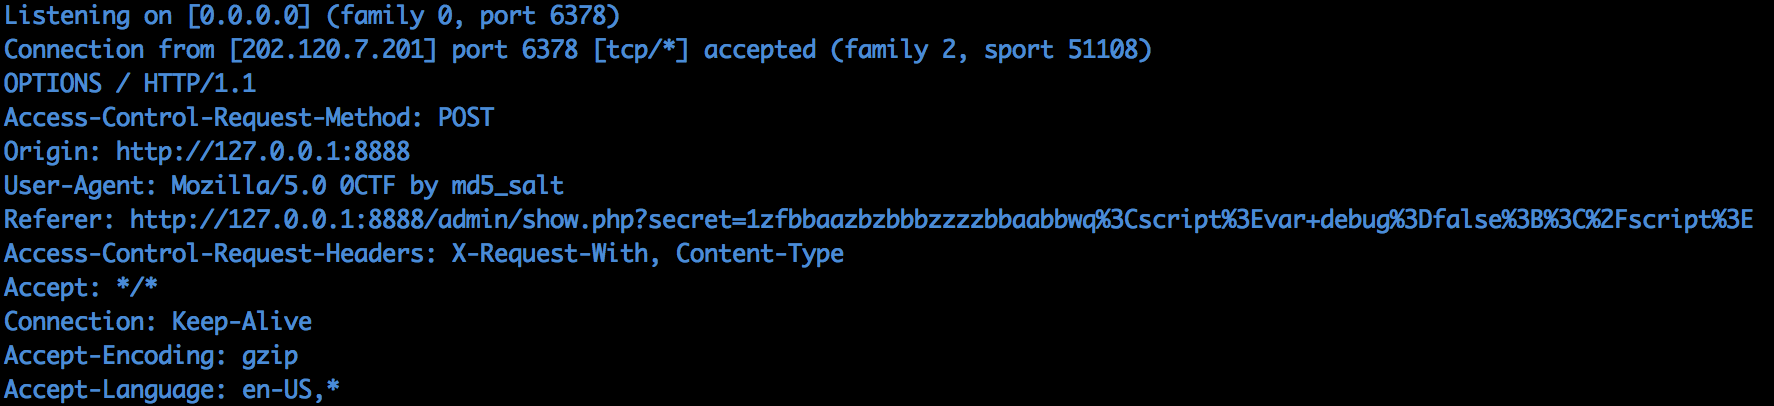 Listening on [0.0.0.0] (family 0, port 6378)
Connection from [202.120.7.201] port 6378 [tcp/*] accepted (family 2, sport 51108)
OPTIONS / HTTP/1.1
Access-Control-Request-Method: POST
Origin: http://127.0.0.1:8888
User-Agent: Mozilla/5.0 0CTF by md5_salt
Referer: http://127.0.0.1:8888/admin/show.php?secret=1zfbbaazbzbbbzzzzbbaabbwq%3Cscript%3Evar+debug%3Dfalse%3B%3C%2Fscript%3E
Access-Control-Request-Headers: X-Request-With, Content-Type
Accept: */*
Connection: Keep-Alive
Accept-Encoding: gzip
Accept-Language: en-US,*